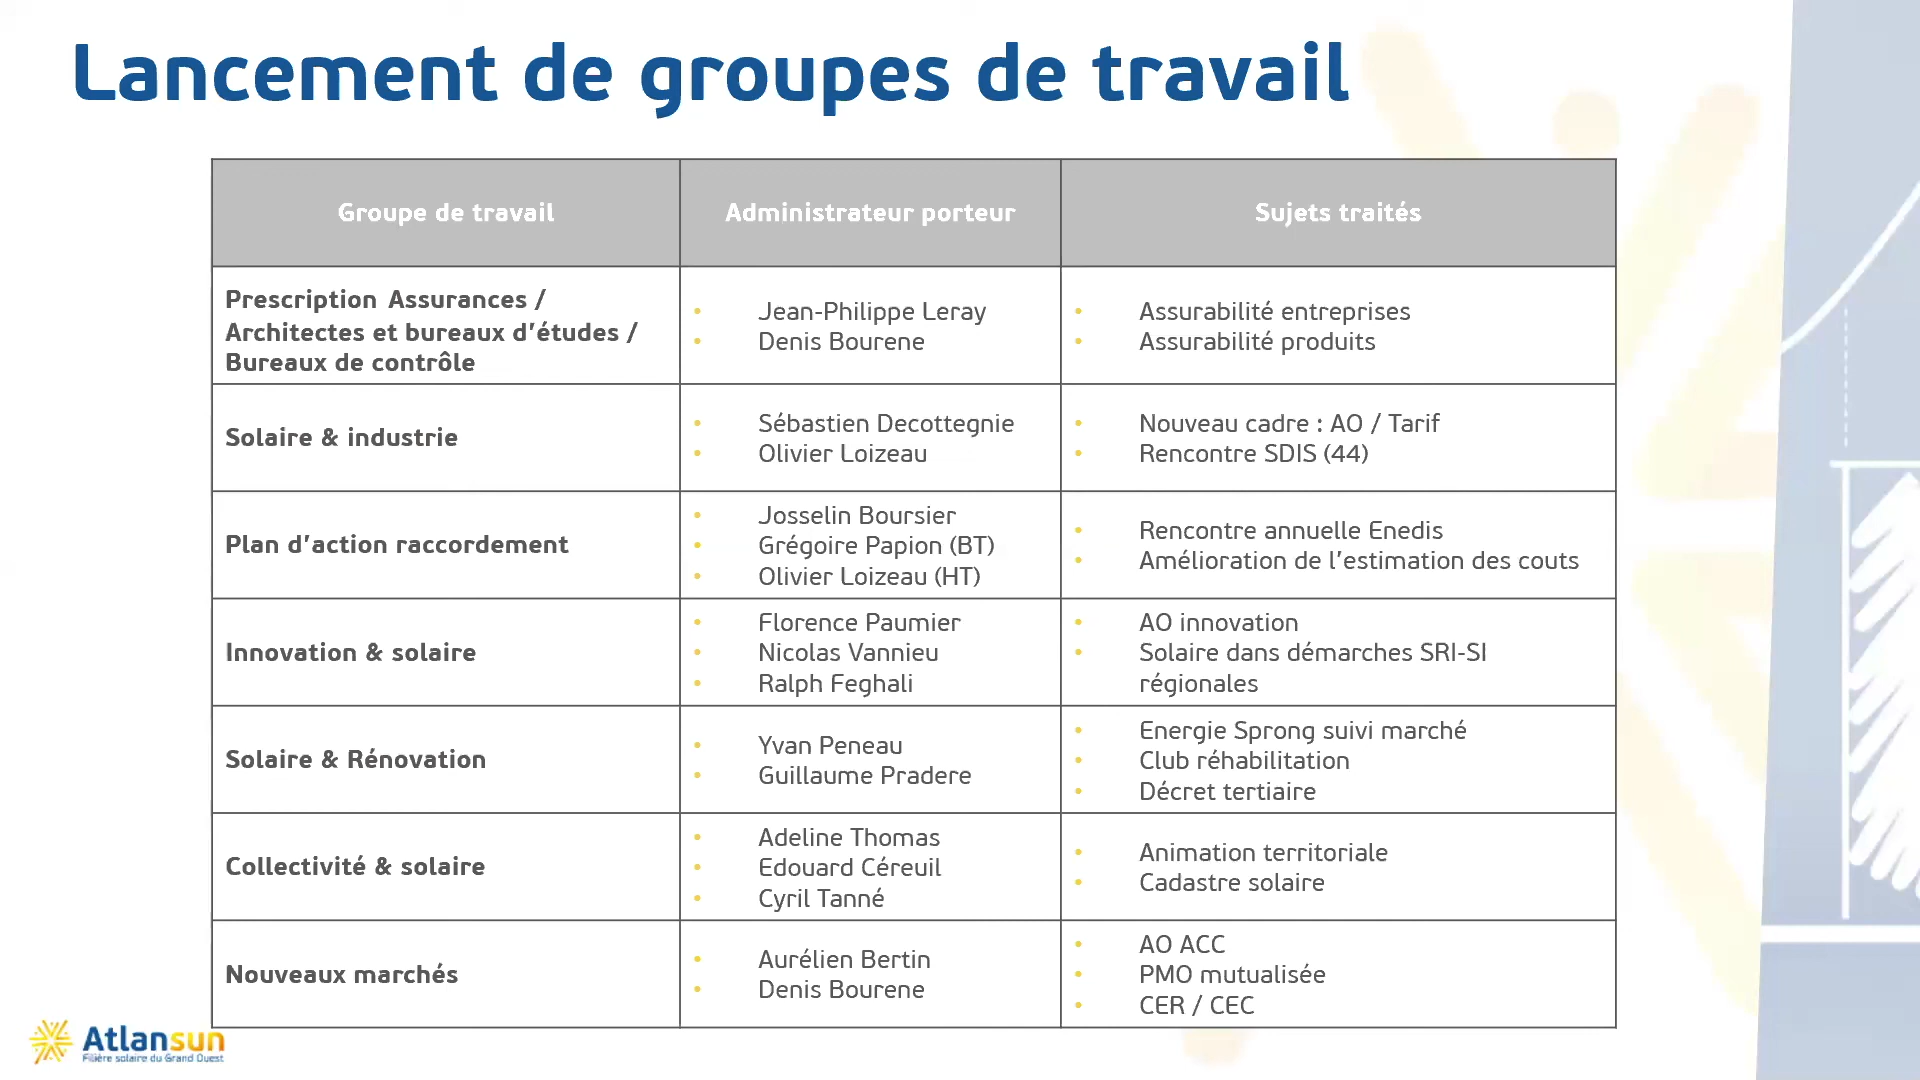 Lancement de groupes de travail
Groupe de travail
Administrateur porteur
Sujets traités
Prescription Assurances /
Architectes et bureaux d’études /
Bureaux de contrôle
• Jean-Philippe Leray
• Denis Bourene
• Assurabilité entreprises
• Assurabilité produits
Solaire & industrie
• Sébastien Decottegnie
• Olivier Loizeau
• Nouveau cadre : AO / Tarif
• Rencontre SDIS (44)
Plan d’action raccordement
• Josselin Boursier
• Grégoire Papion (BT)
• Olivier Loizeau (HT)
• Rencontre annuelle Enedis
• Amélioration de l’estimation des couts
Innovation & solaire
• Florence Paumier
• Nicolas Vannieu
• Ralph Feghali
• AO innovation
• Solaire dans démarches SRI-SI
régionales
Solaire & Rénovation
• Yvan Peneau
• Guillaume Pradere
• Energie Sprong suivi marché
• Club réhabilitation
• Décret tertiaire
Collectivité & solaire
• Adeline Thomas
• Edouard Céreuil
• Cyril Tanné
• Animation territoriale
• Cadastre solaire
Nouveaux marchés
• Aurélien Bertin
• Denis Bourene
• AO ACC
• PMO mutualisée
• CER / CEC
Atlansun
Filière solaire du Grand Ouest